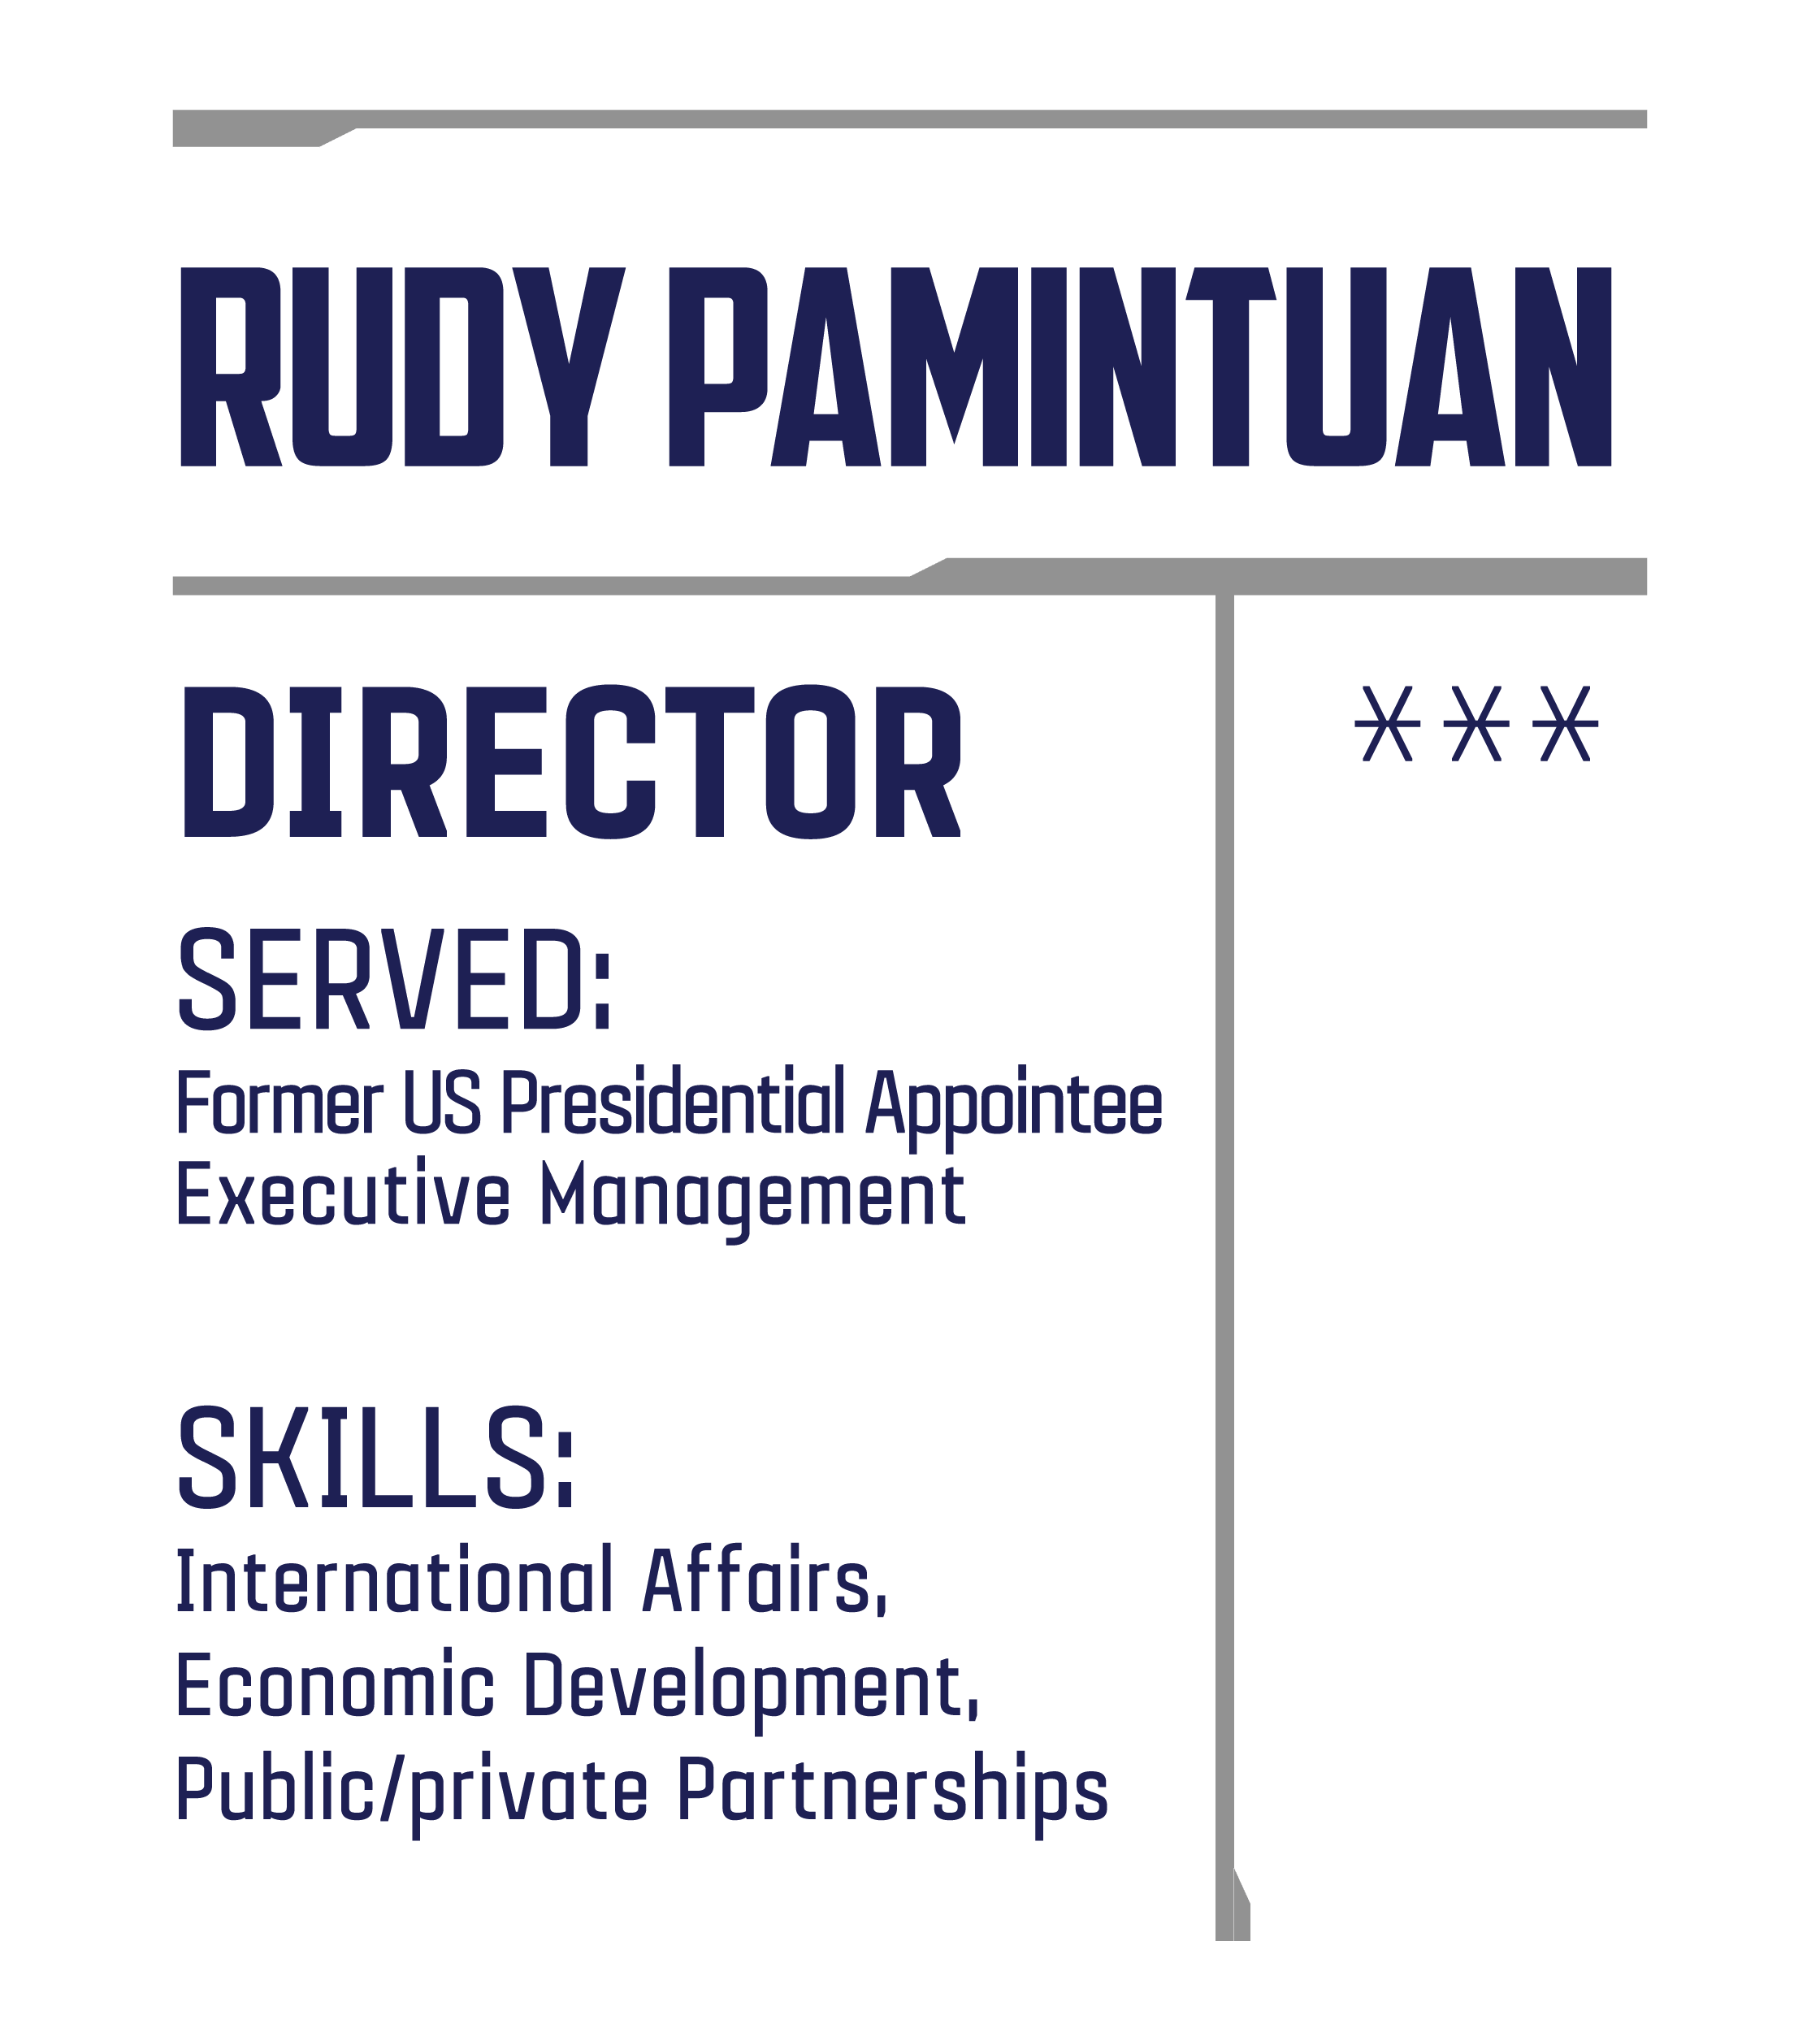 RUDY PAMINTUAN
DIRECTOR
***
SERVED:
Former US Presidential Appointee
Executive Management
SKILLS:
International Affairs,
Economic Development,
Public/private Partnerships